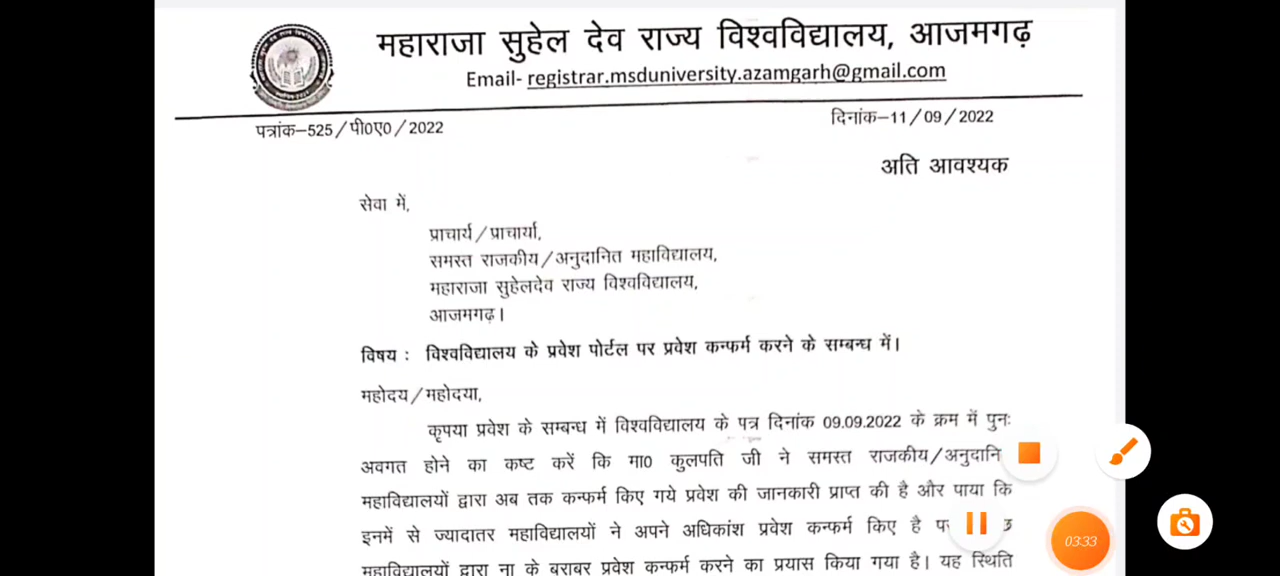 महाराजा सुहेल देव राज्य विश्वविद्यालय, आजमगढ़
Email- registrar.msduniversity.azamgarh@gmail.com
पत्रांक–525/पी0ए0/2022
दिनांक–11/09/2022
अति आवश्यक
सेवा में,
प्राचार्य/प्राचार्या,
समस्त राजकीय/अनुदानित महाविद्यालय,
महाराजा सुहेलदेव राज्य विश्वविद्यालय,
आजमगढ़।
विषय : विश्वविद्यालय के प्रवेश पोर्टल पर प्रवेश कन्फर्म करने के सम्बन्ध में।
महोदय/महोदया,
कृपया प्रवेश के सम्बन्ध में विश्वविद्यालय के पत्र दिनांक 09.09.2022 के क्रम में पुनः
अवगत होने का कष्ट करें कि मा0 कुलपति जी ने समस्त राजकीय/अनुदानि
महाविद्यालयों द्वारा अब तक कन्फर्म किए गये प्रवेश की जानकारी प्राप्त की है और पाया कि
इनमें से ज्यादातर महाविद्यालयों ने अपने अधिकांश प्रवेश कन्फर्म किए है
महाविद्यालयों द्वारा ना के बराबर प्रवेश कन्फर्म करने का प्रयास किया गया है। यह स्थिति
03:33